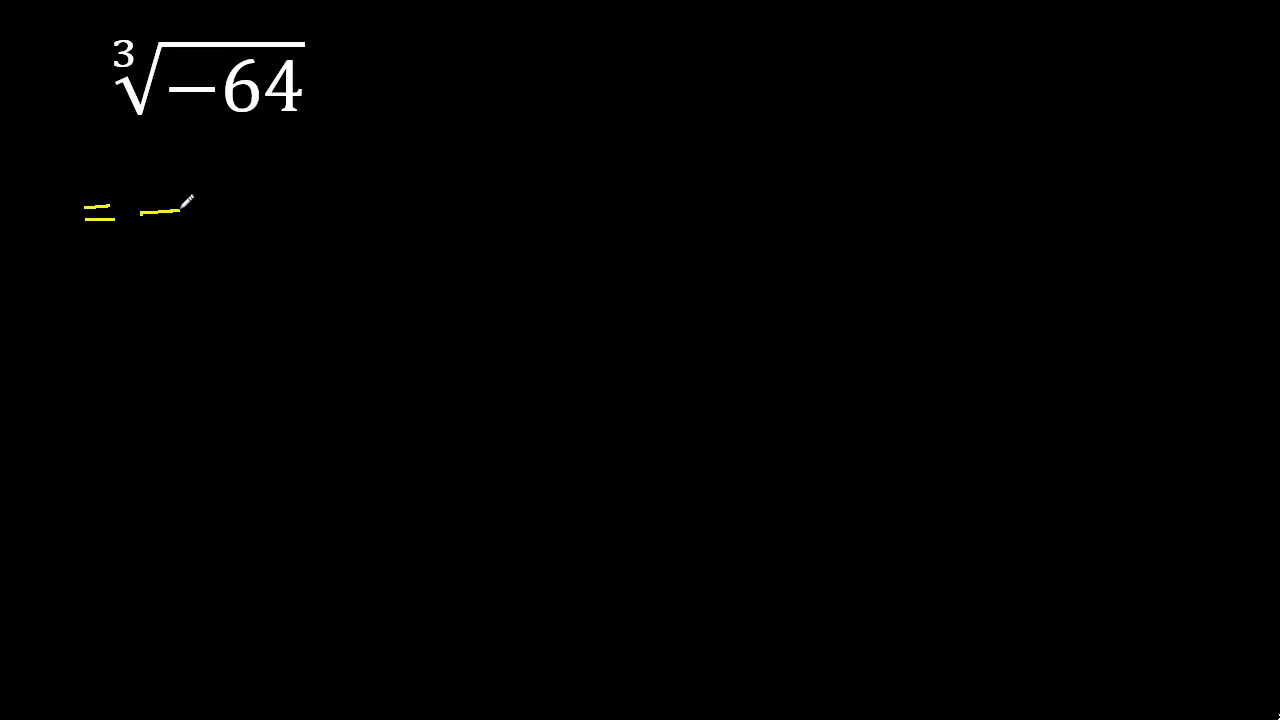 ∛−64
= −